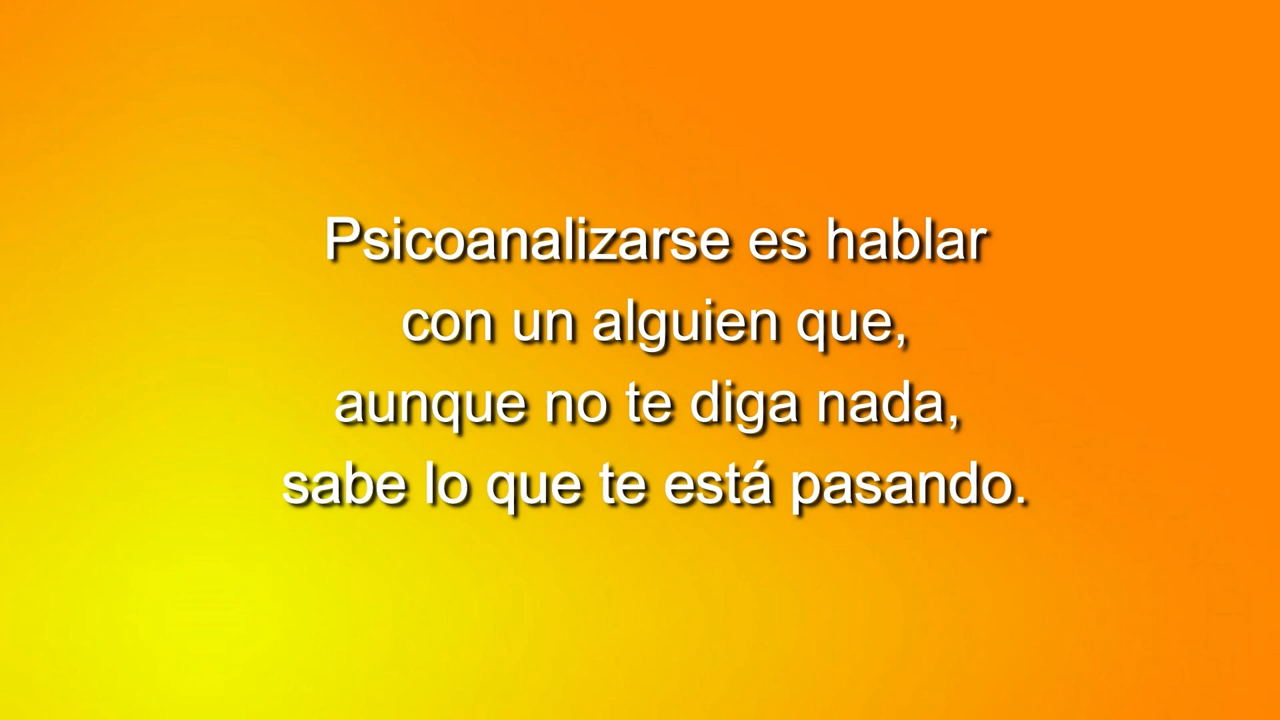 Psicoanalizarse es hablar
con un alguien que,
aunque no te diga nada,
sabe lo que te está pasando.